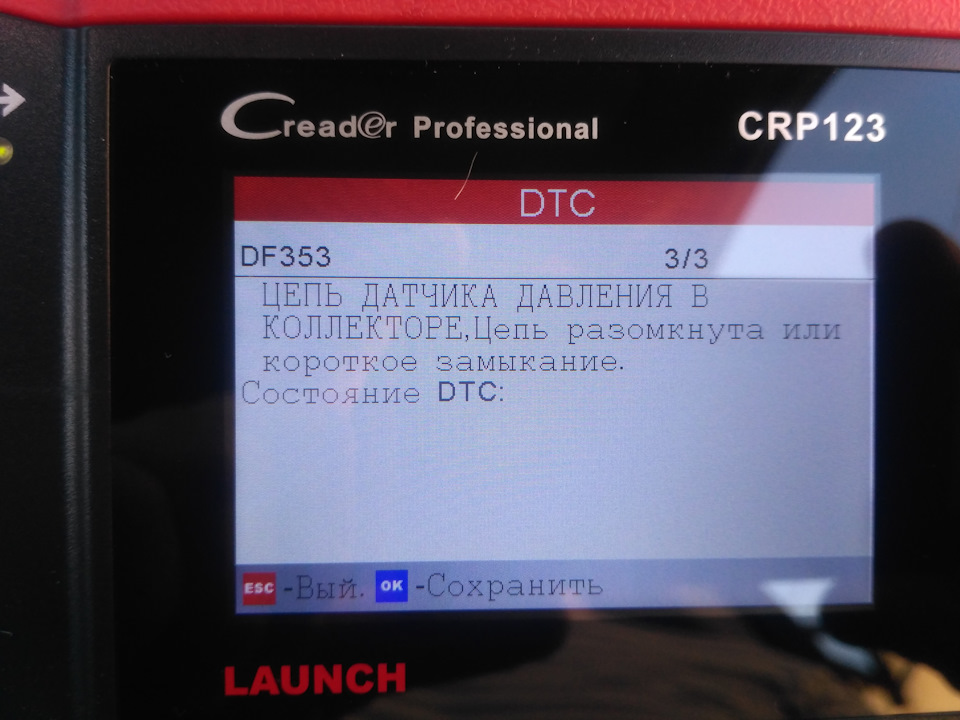 Creader Professional CRP123
DTC
DF353 3/3
ЦЕПЬ ДАТЧИКА ДАВЛЕНИЯ В
КОЛЛЕКТОРЕ,Цепь разомкнута или
короткое замыкание.
Состояние DTC:
ESC -Вый. OK -Сохранить
LAUNCH